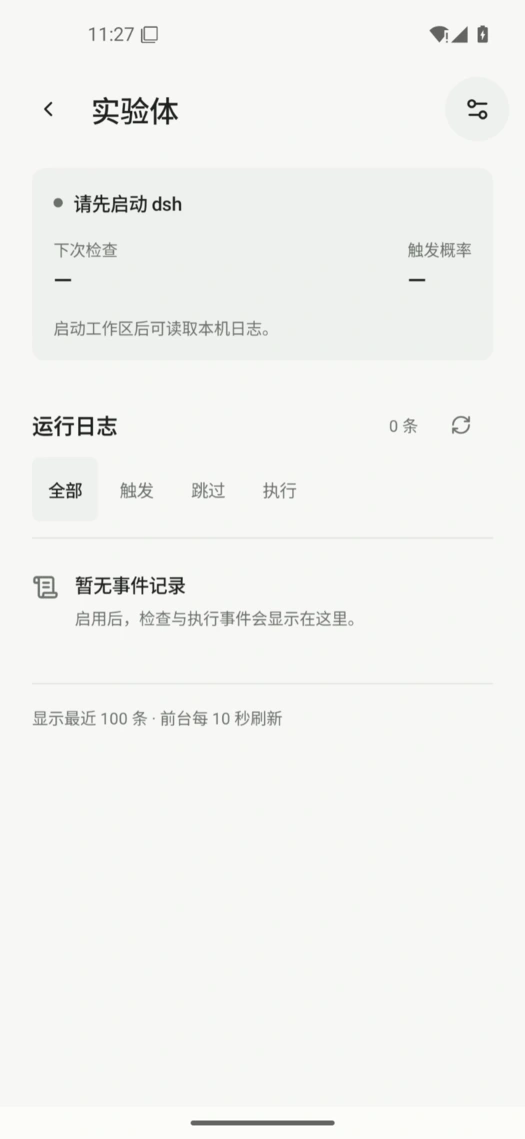 11:27
实验体
请先启动 dsh
下次检查 触发概率
— —
启动工作区后可读取本机日志。
运行日志 0 条
全部 触发 跳过 执行
暂无事件记录
启用后，检查与执行事件会显示在这里。
显示最近 100 条 · 前台每 10 秒刷新